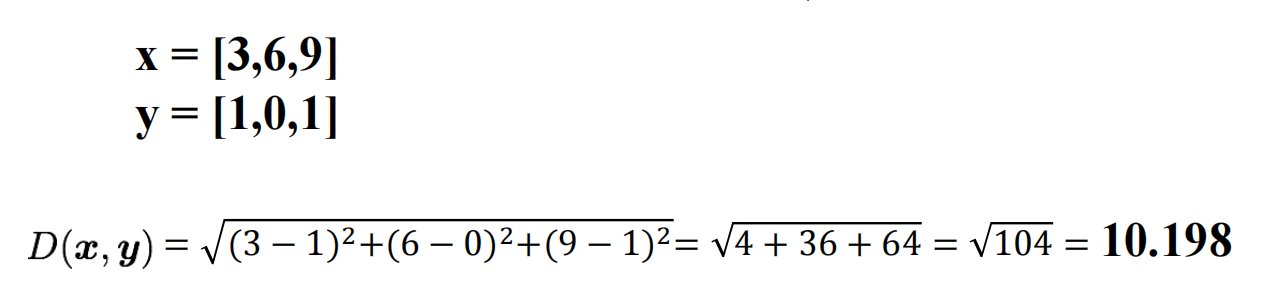 x = [3,6,9]
y = [1,0,1]
D(x, y) = √(3 − 1)²+(6 − 0)²+(9 − 1)²= √4 + 36 + 64 = √104 = 10.198